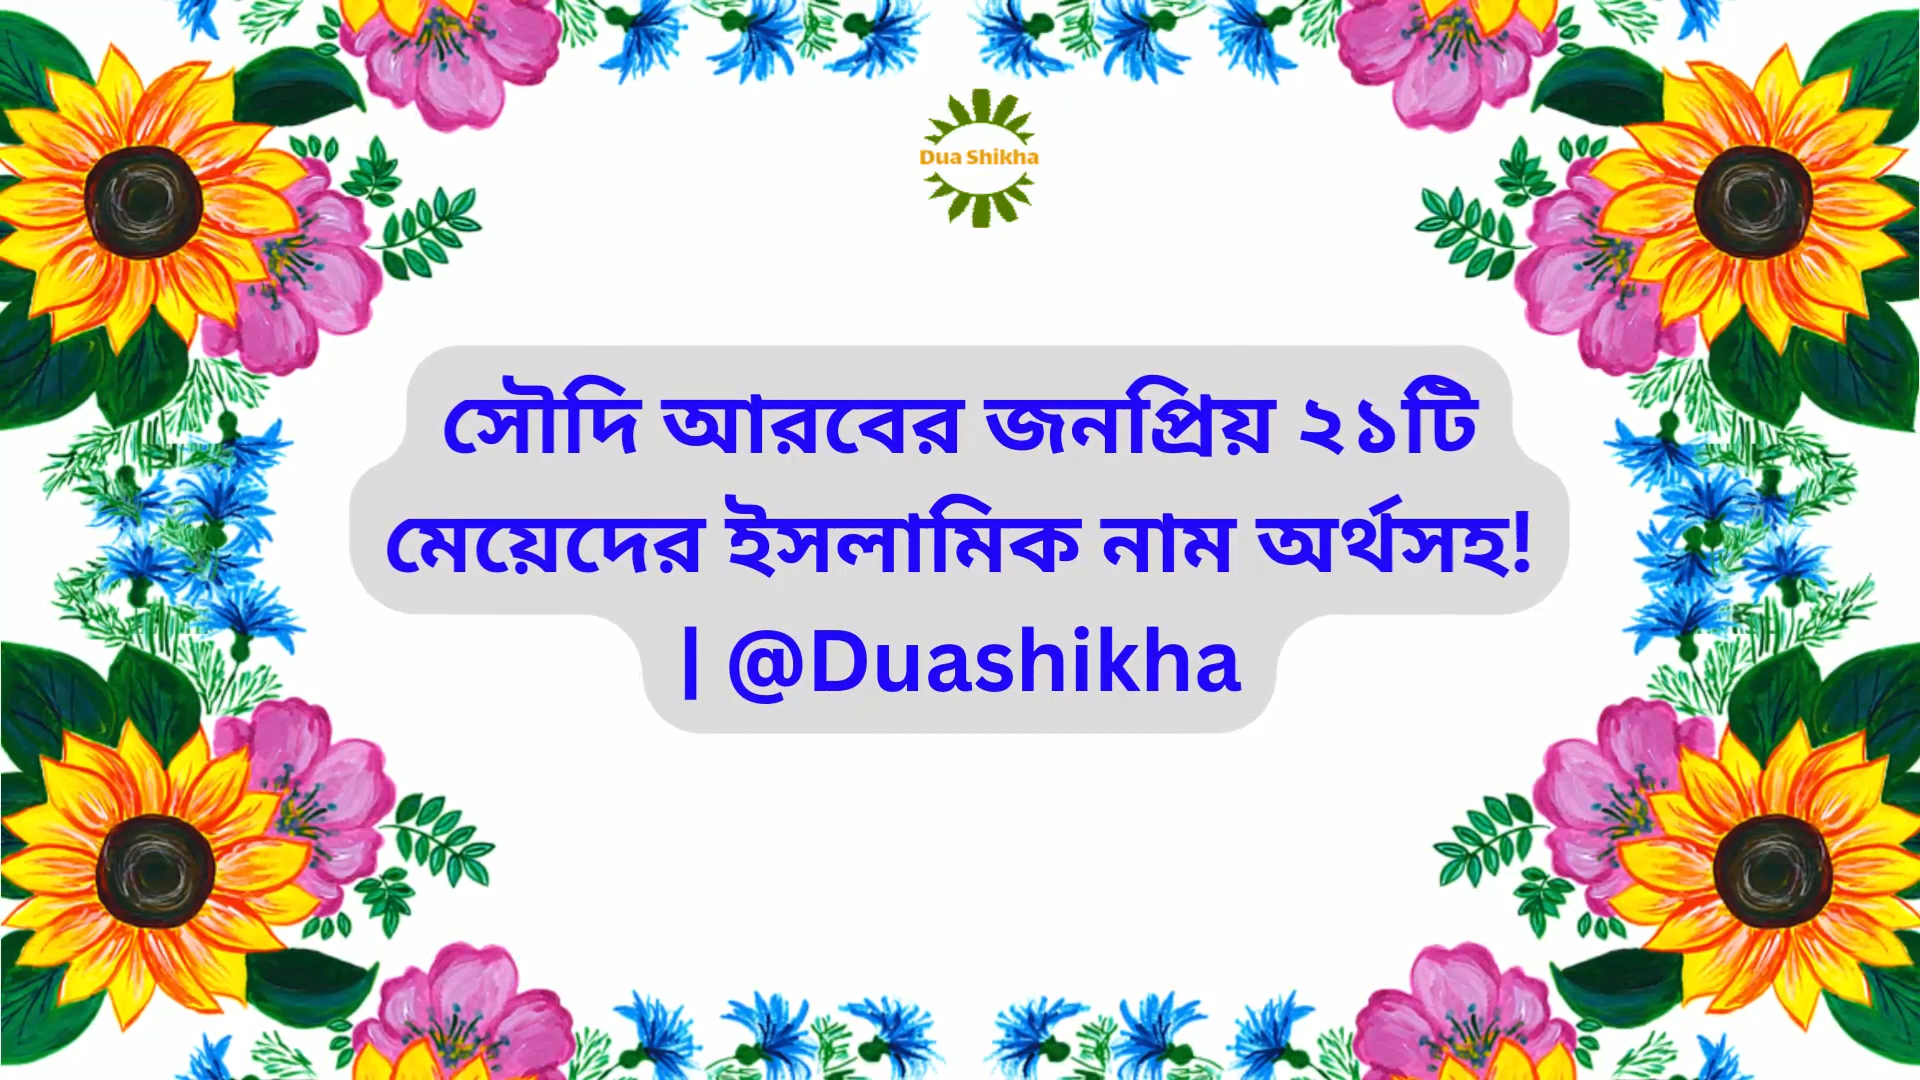 Dua Shikha
সৌদি আরবের জনপ্রিয় ২১টি
মেয়েদের ইসলামিক নাম অর্থসহ!
| @Duashikha